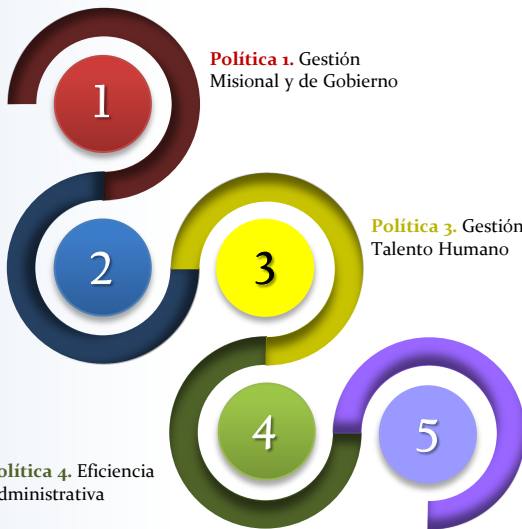 1
Política 1. Gestión
Misional y de Gobierno
2
3
Política 3. Gestión
Talento Humano
4
5
olítica 4. Eficiencia
dministrativa